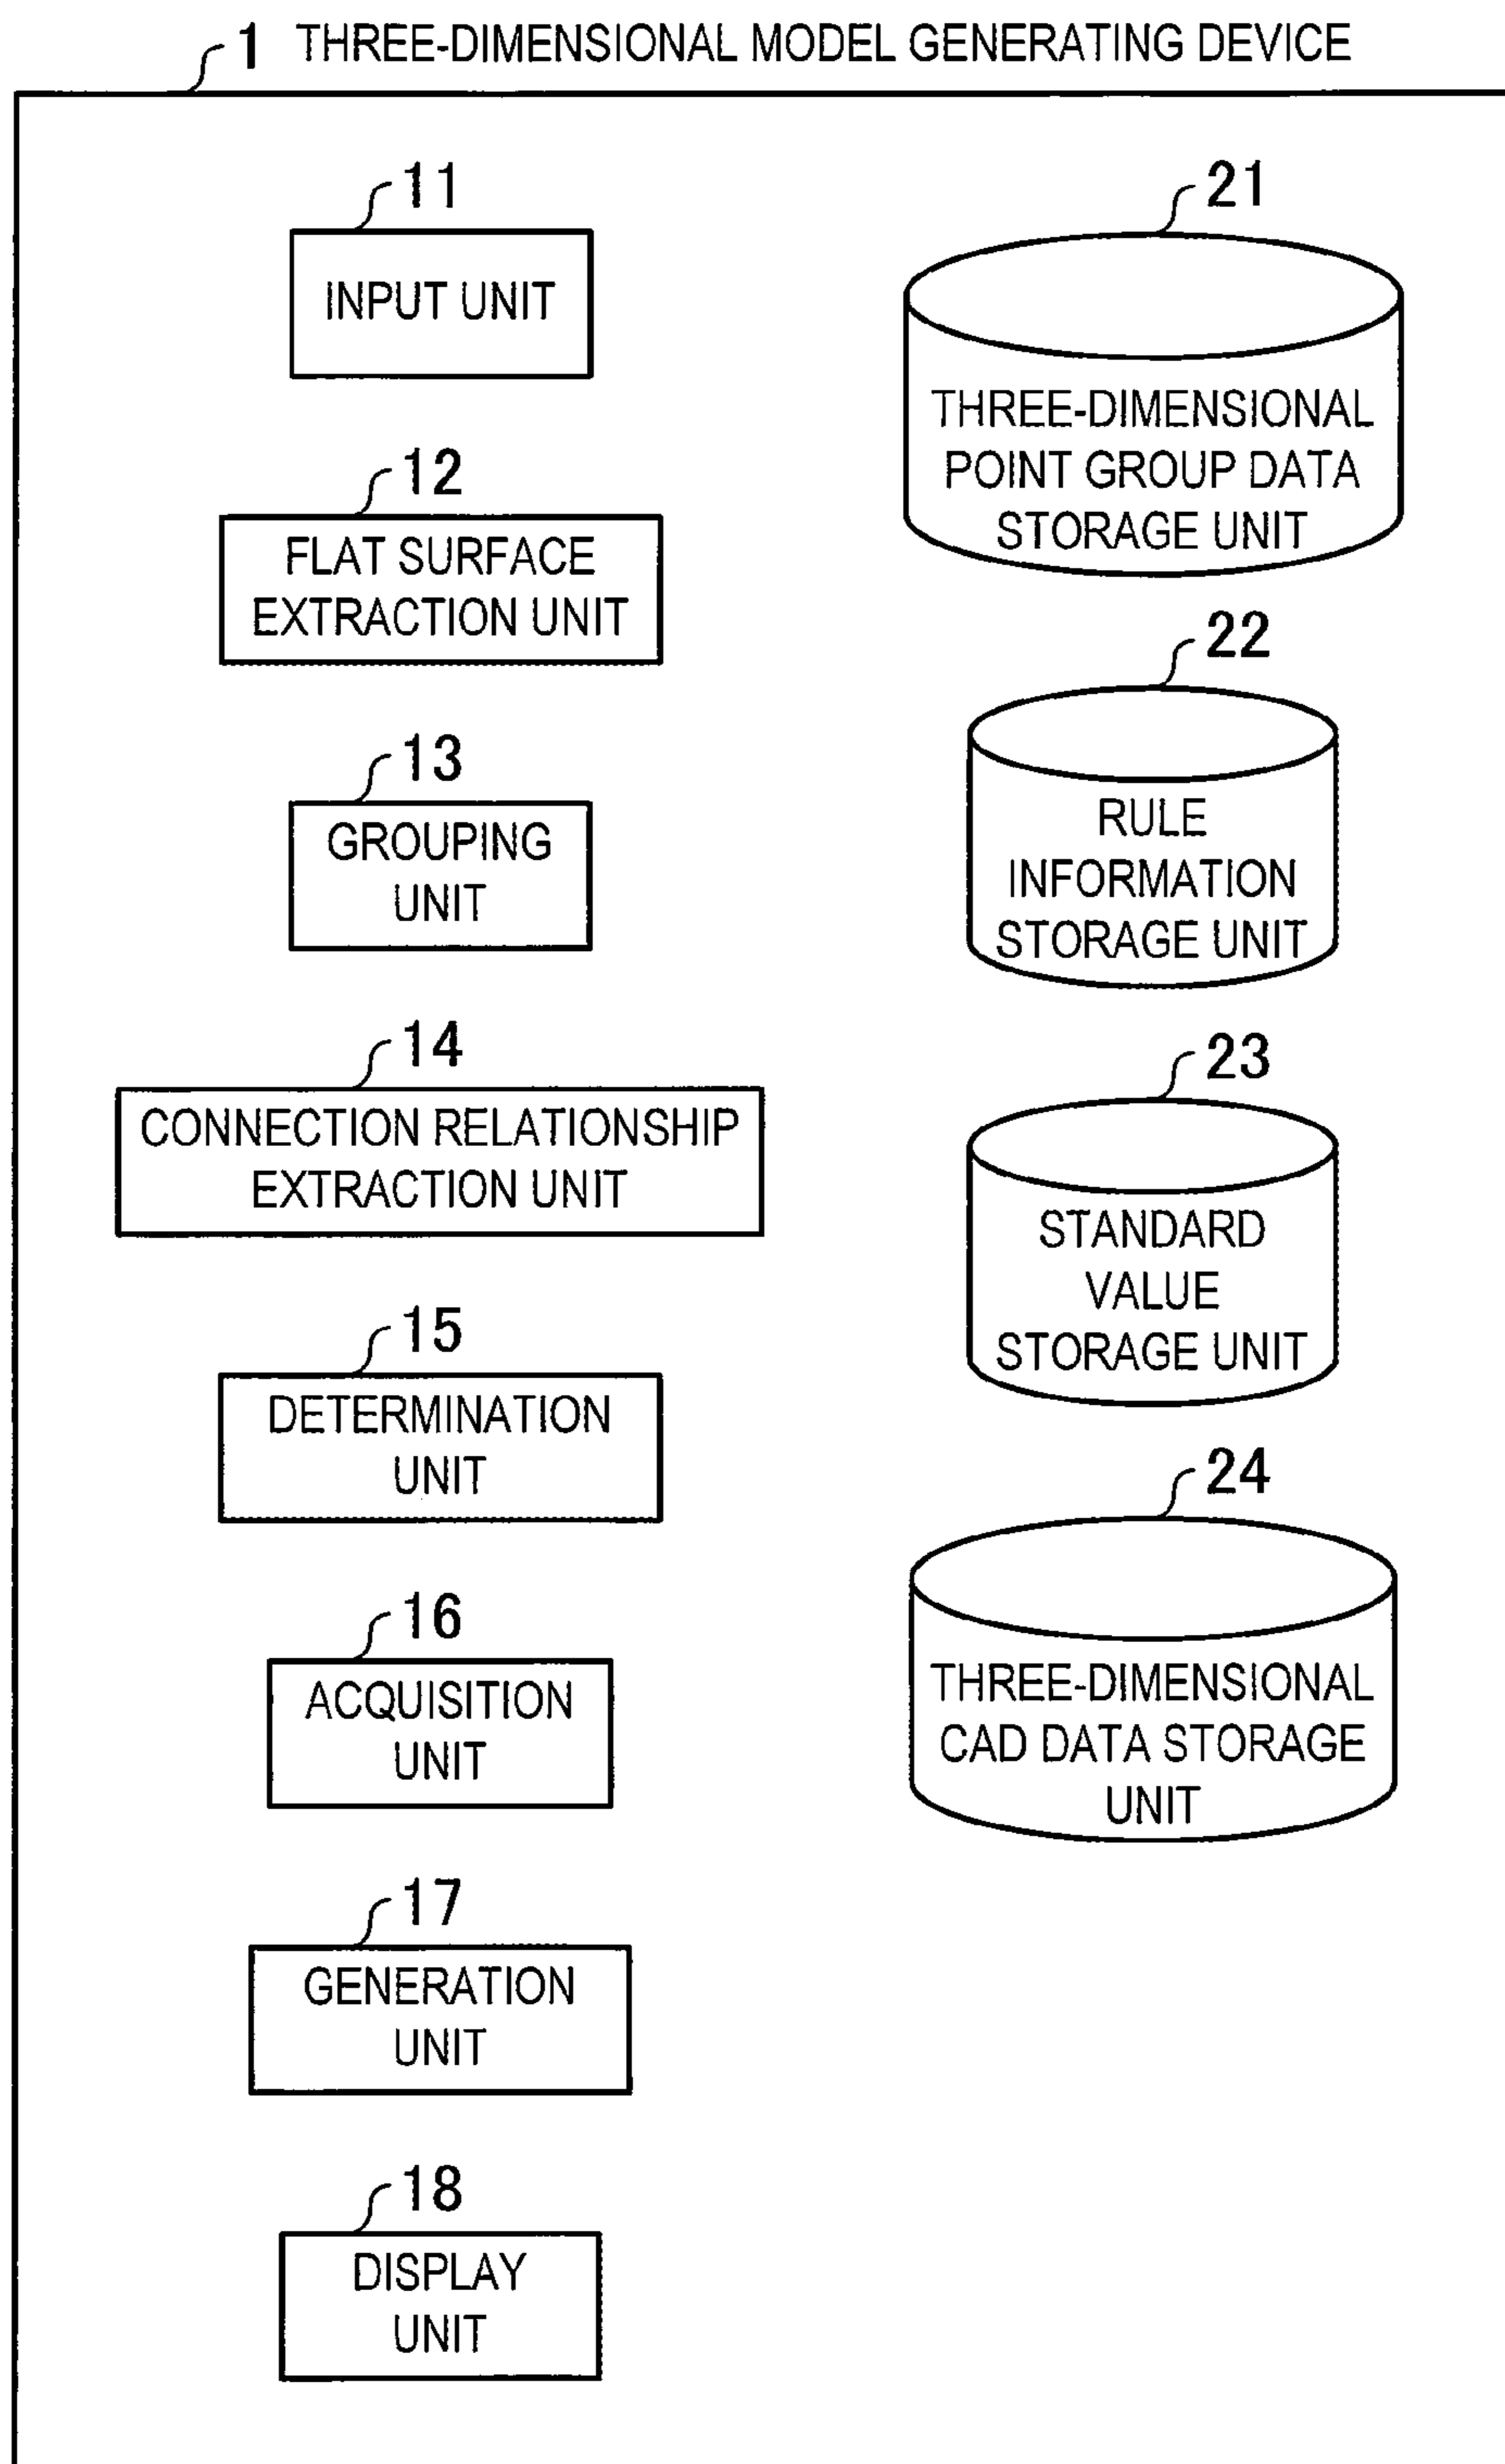 1 THREE-DIMENSIONAL MODEL GENERATING DEVICE
11
INPUT UNIT
12
FLAT SURFACE
EXTRACTION UNIT
13
GROUPING
UNIT
14
CONNECTION RELATIONSHIP
EXTRACTION UNIT
15
DETERMINATION
UNIT
16
ACQUISITION
UNIT
17
GENERATION
UNIT
18
DISPLAY
UNIT
21
THREE-DIMENSIONAL
POINT GROUP DATA
STORAGE UNIT
22
RULE
INFORMATION
STORAGE UNIT
23
STANDARD
VALUE
STORAGE UNIT
24
THREE-DIMENSIONAL
CAD DATA STORAGE
UNIT